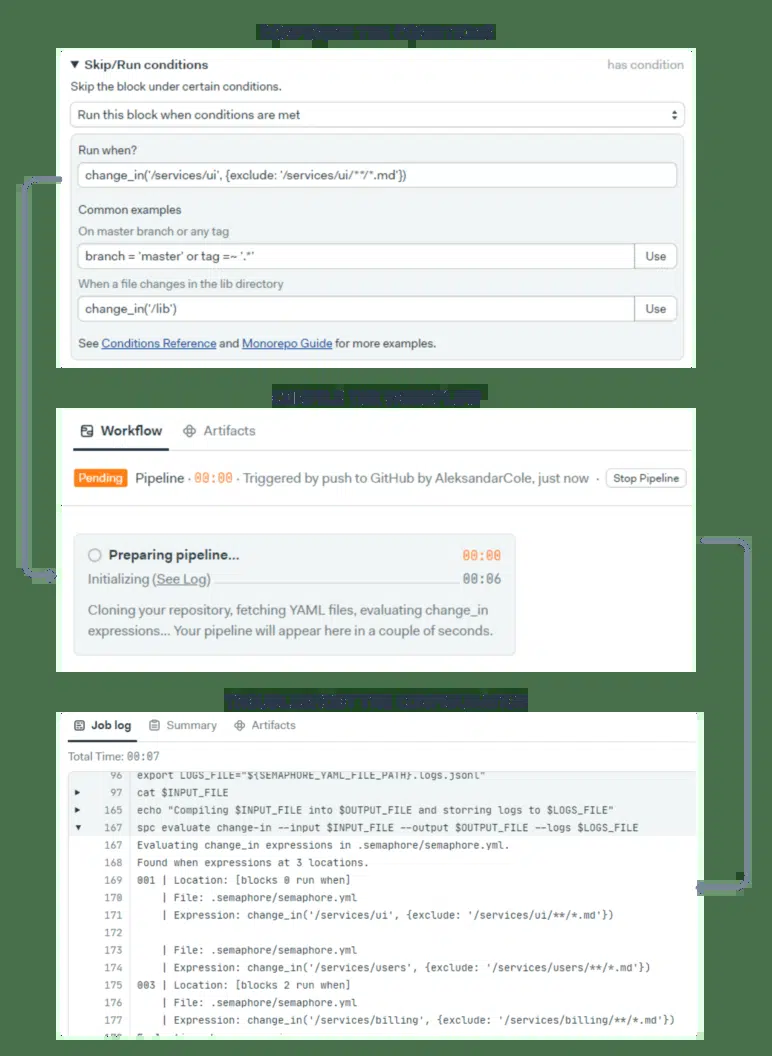 ▼ Skip/Run conditions has condition
Skip the block under certain conditions.
Run this block when conditions are met
Run when?
change_in('/services/ui', {exclude: '/services/ui/**/*.md'})
Common examples
On master branch or any tag
branch = 'master' or tag =~ '.*' Use
When a file changes in the lib directory
change_in('/lib') Use
See Conditions Reference and Monorepo Guide for more examples.
Workflow Artifacts
Pending Pipeline · 00:00 · Triggered by push to GitHub by AleksandarCole, just now · Stop Pipeline
Preparing pipeline... 00:00
Initializing (See Log) 00:06
Cloning your repository, fetching YAML files, evaluating change_in
expressions... Your pipeline will appear here in a couple of seconds.
Job log Summary Artifacts
Total Time: 00:07
96 export LOGS_FILE="${SEMAPHORE_YAML_FILE_PATH}.logs.jsonl"
▶ 97 cat $INPUT_FILE
▶ 165 echo "Compiling $INPUT_FILE into $OUTPUT_FILE and storring logs to $LOGS_FILE"
▼ 167 spc evaluate change-in --input $INPUT_FILE --output $OUTPUT_FILE --logs $LOGS_FILE
167 Evaluating change_in expressions in .semaphore/semaphore.yml.
168 Found when expressions at 3 locations.
169 001 | Location: [blocks 0 run when]
170 | File: .semaphore/semaphore.yml
171 | Expression: change_in('/services/ui', {exclude: '/services/ui/**/*.md'})
172
173 | File: .semaphore/semaphore.yml
174 | Expression: change_in('/services/users', {exclude: '/services/users/**/*.md'})
175 003 | Location: [blocks 2 run when]
176 | File: .semaphore/semaphore.yml
177 | Expression: change_in('/services/billing', {exclude: '/services/billing/**/*.md'})